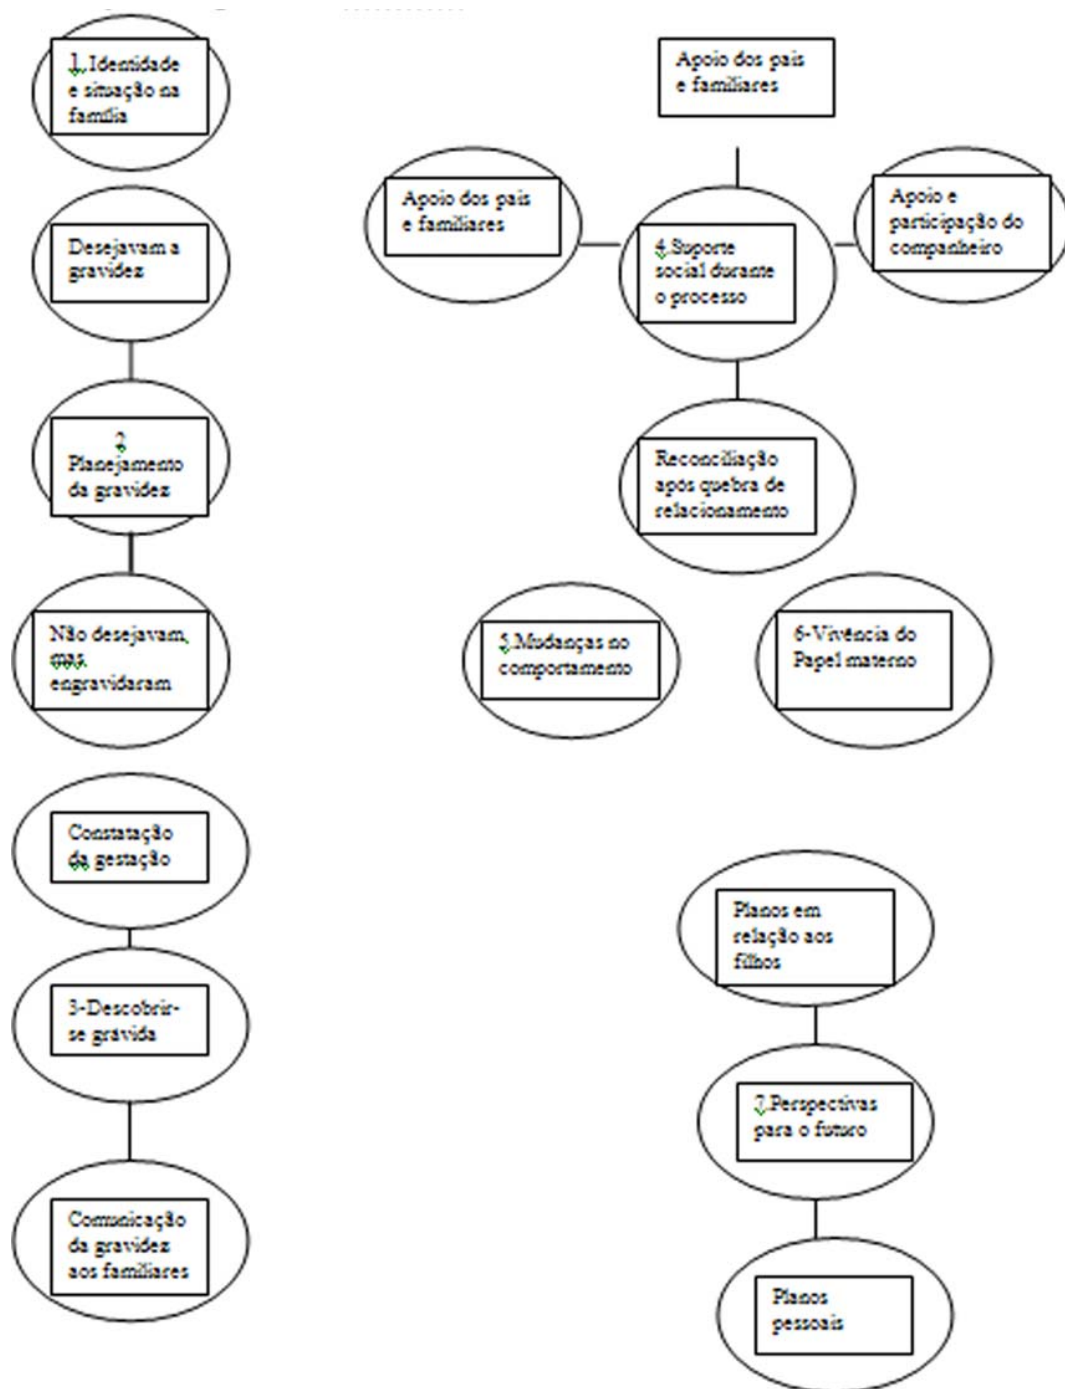 1.Identidade
e situação na
família
Desejavam a
gravidez
2
Planejamento
da gravidez
Não desejavam,
mas
engravidaram
Constatação
da gestação
3-Descobrir-
se grávida
Comunicação
da gravidez
aos familiares
Apoio dos pais
e familiares
Apoio dos pais
e familiares
4.Suporte
social durante
o processo
Apoio e
participação do
companheiro
Reconciliação
após quebra de
relacionamento
5.Mudanças no
comportamento
6-Vivência do
Papel materno
Planos em
relação aos
filhos
7.Perspectivas
para o futuro
Planos
pessoais